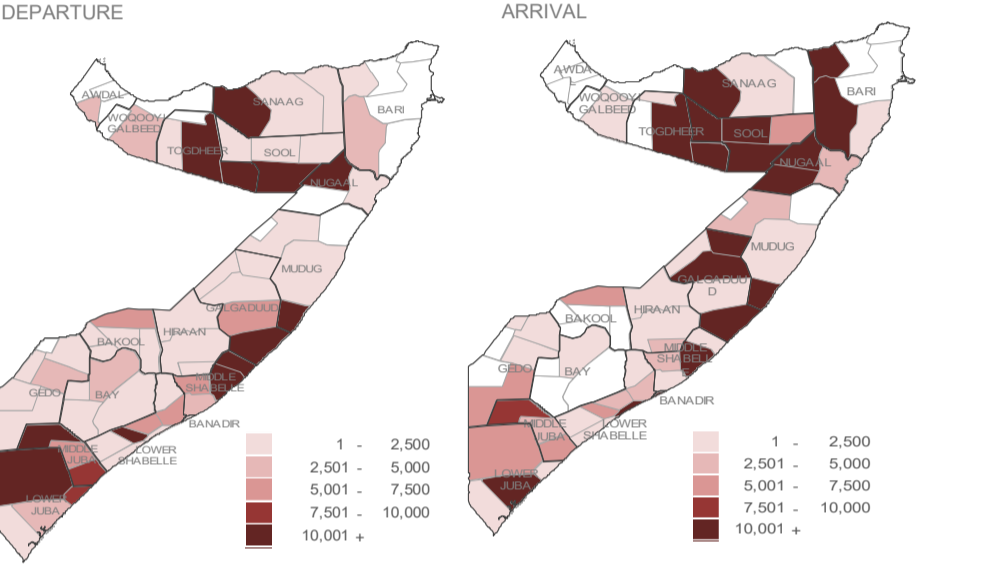 DEPARTURE
AWDAL
WOQOOYI
GALBEED
TOGDHEER
SANAAG
SOOL
BARI
NUGAAL
MUDUG
GALGADUUD
HIRAAN
BAKOOL
GEDO
BAY
MIDDLE
SHABELLE
BANADIR
LOWER
SHABELLE
MIDDLE
JUBA
LOWER
JUBA
1 - 2,500
2,501 - 5,000
5,001 - 7,500
7,501 - 10,000
10,001 +
ARRIVAL
AWDA
WOQOOYI
GALBEED
TOGDHEER
SANAAG
SOOL
BARI
NUGAAL
MUDUG
GALGADUU
D
HIRAAN
BAKOOL
GEDO
BAY
MIDDLE
SHABELL
E
BANADIR
LOWER
SHABELLE
MIDDLE
JUBA
LOWER
JUBA
1 - 2,500
2,501 - 5,000
5,001 - 7,500
7,501 - 10,000
10,001 +